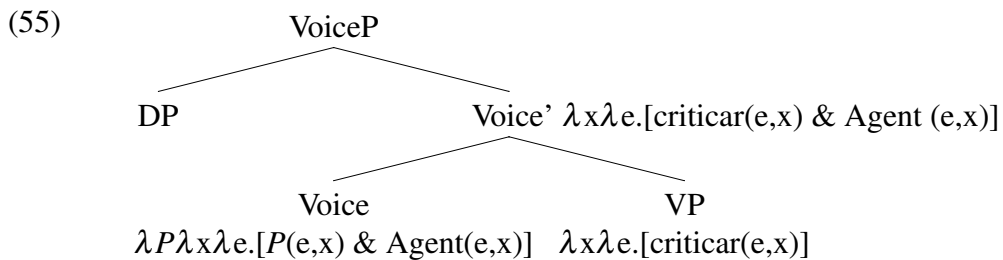 (55) VoiceP
DP Voice’ λxλe.[criticar(e,x) & Agent (e,x)]
Voice VP
λPλxλe.[P(e,x) & Agent(e,x)] λxλe.[criticar(e,x)]